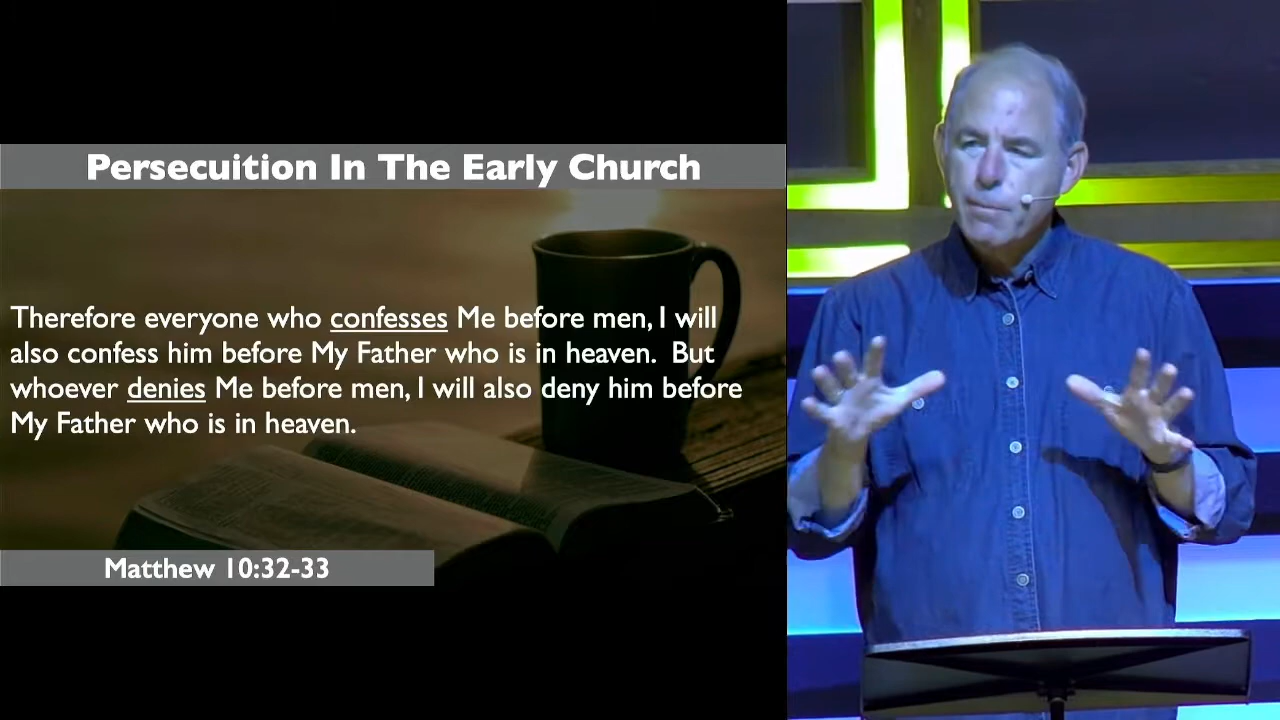 Persecuition In The Early Church
Therefore everyone who confesses Me before men, I will
also confess him before My Father who is in heaven.  But
whoever denies Me before men, I will also deny him before
My Father who is in heaven.
Matthew 10:32-33